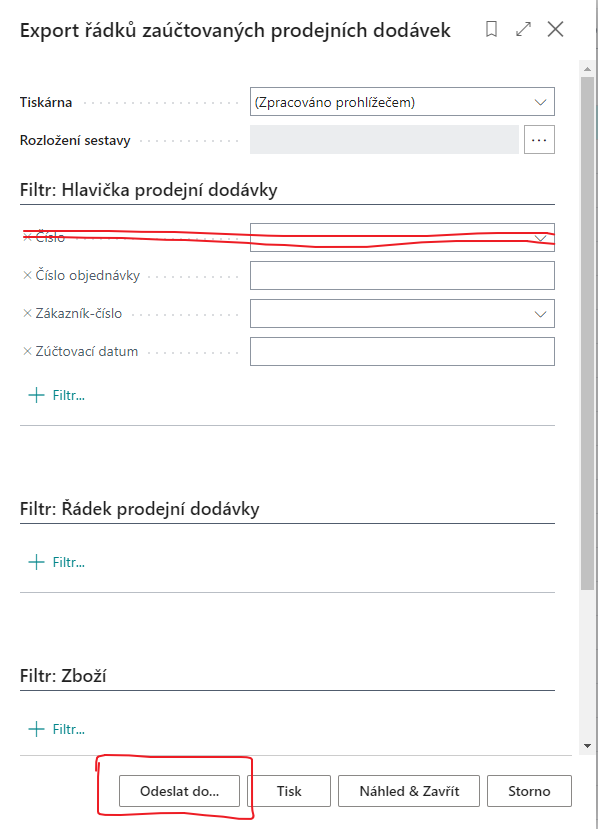 Export řádků zaúčtovaných prodejních dodávek
Tiskárna (Zpracováno prohlížečem)
Rozložení sestavy ...
Filtr: Hlavička prodejní dodávky
Číslo
Číslo objednávky
Zákazník-číslo
Zúčtovací datum
Filtr...
Filtr: Řádek prodejní dodávky
Filtr...
Filtr: Zboží
Filtr...
Odeslat do... Tisk Náhled & Zavřít Storno